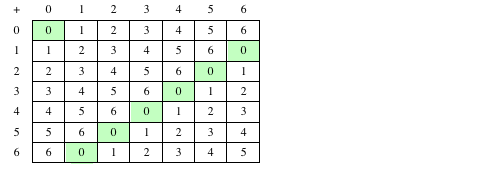 + 0 1 2 3 4 5 6
0 0 1 2 3 4 5 6
1 1 2 3 4 5 6 0
2 2 3 4 5 6 0 1
3 3 4 5 6 0 1 2
4 4 5 6 0 1 2 3
5 5 6 0 1 2 3 4
6 6 0 1 2 3 4 5